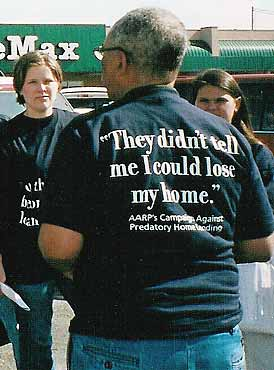 eMax
"They didn't tell
me I could lose
my home."
AARP's Campaign Against
Predatory Homelending